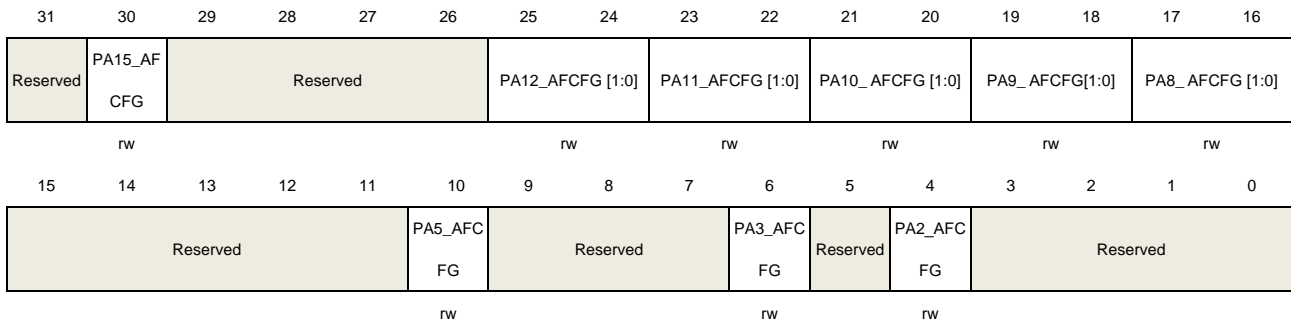 31 30 29 28 27 26 25 24 23 22 21 20 19 18 17 16
Reserved PA15_AF CFG Reserved PA12_AFCFG [1:0] PA11_AFCFG [1:0] PA10_ AFCFG [1:0] PA9_ AFCFG[1:0] PA8_ AFCFG [1:0]
rw rw rw rw rw rw
15 14 13 12 11 10 9 8 7 6 5 4 3 2 1 0
Reserved PA5_AFC FG Reserved PA3_AFC FG Reserved PA2_AFC FG Reserved
rw rw rw